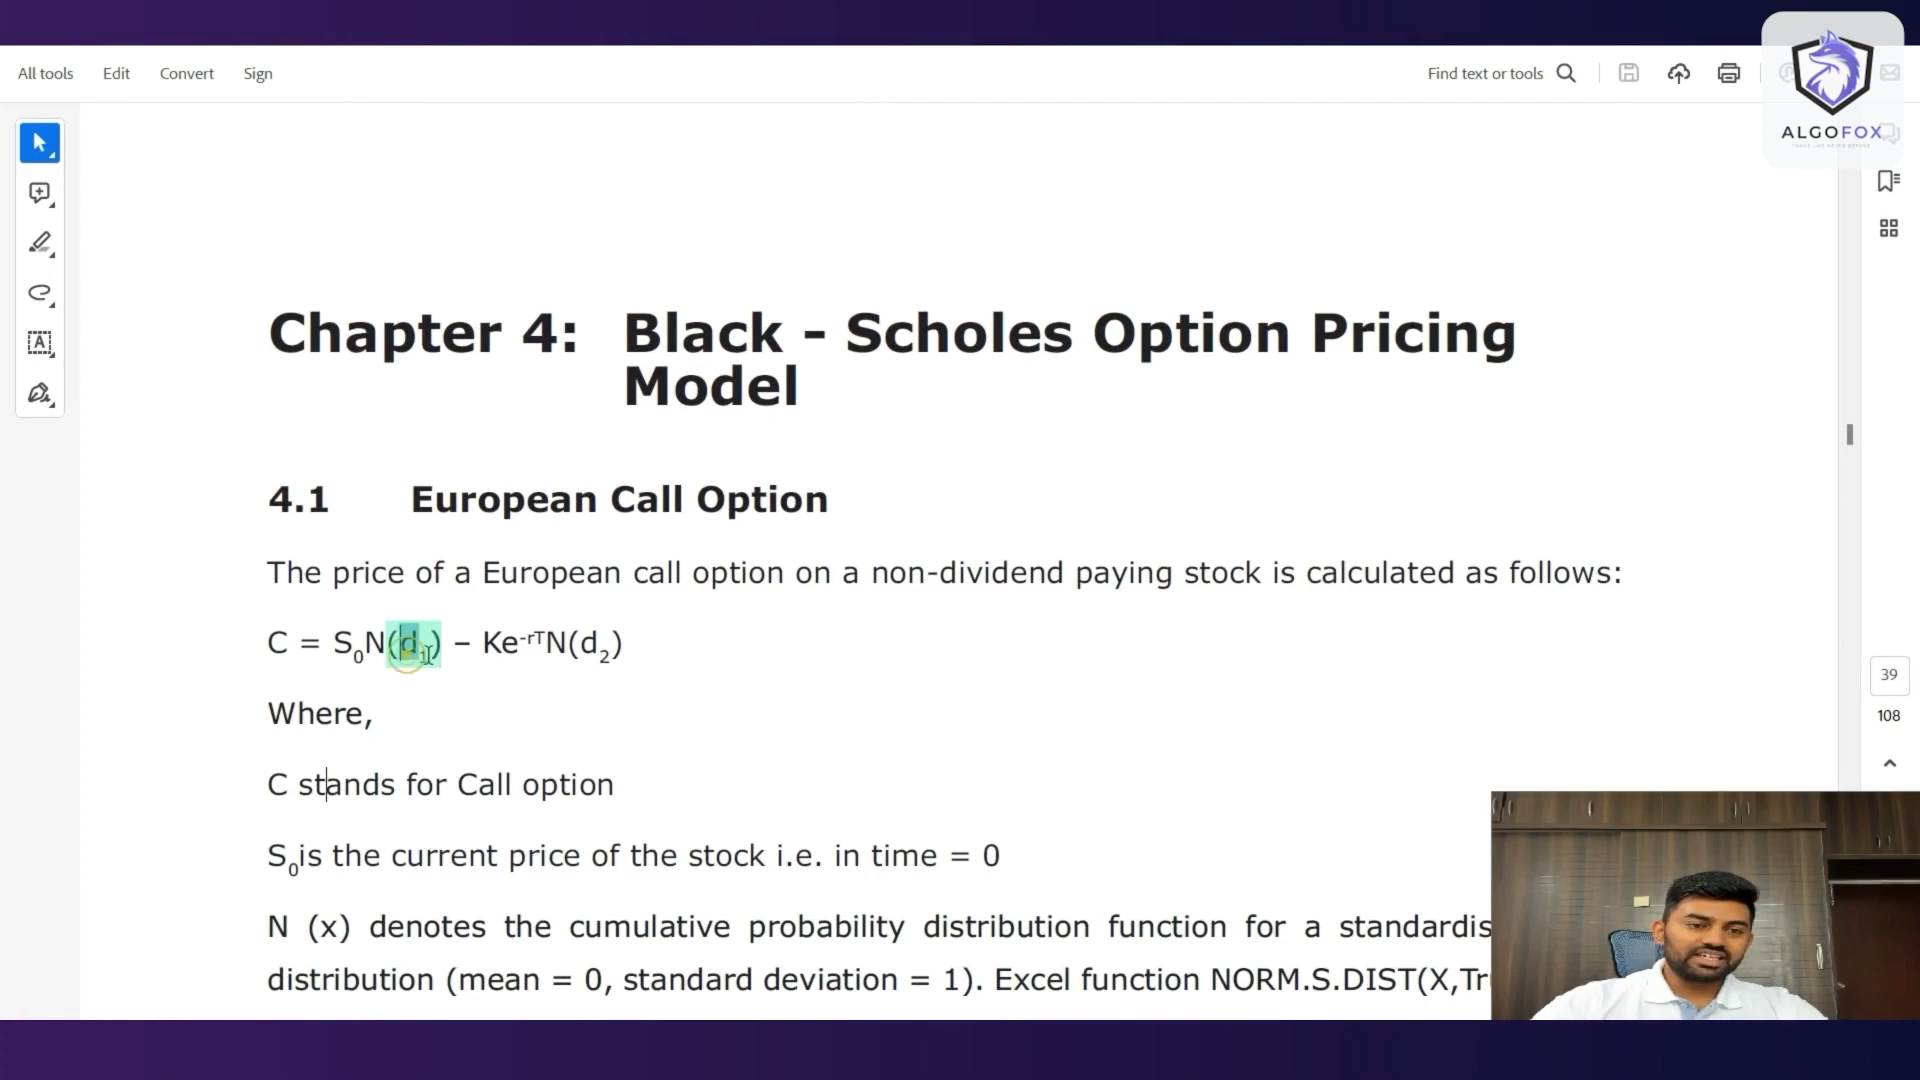 All tools Edit Convert Sign
Find text or tools
ALGOFOX
Chapter 4: Black - Scholes Option Pricing
Model
4.1 European Call Option
The price of a European call option on a non-dividend paying stock is calculated as follows:
C = S₀N(d₁) – Ke⁻ʳᵀN(d₂)
Where,
C stands for Call option
S₀is the current price of the stock i.e. in time = 0
N (x) denotes the cumulative probability distribution function for a standardis
distribution (mean = 0, standard deviation = 1). Excel function NORM.S.DIST(X,Tr
39
108